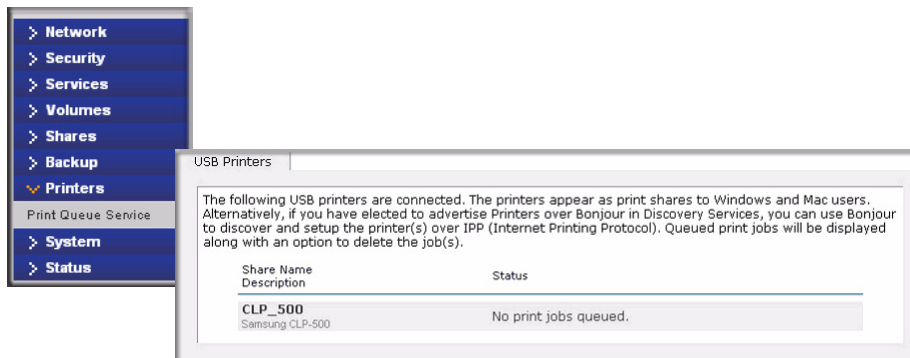 > Network
> Security
> Services
> Volumes
> Shares
> Backup
Printers
Print Queue Service
> System
> Status
USB Printers
The following USB printers are connected. The printers appear as print shares to Windows and Mac users.
Alternatively, if you have elected to advertise Printers over Bonjour in Discovery Services, you can use Bonjour
to discover and setup the printer(s) over IPP (Internet Printing Protocol). Queued print jobs will be displayed
along with an option to delete the job(s).
Share Name
Description
Status
CLP_500
Samsung CLP-500
No print jobs queued.